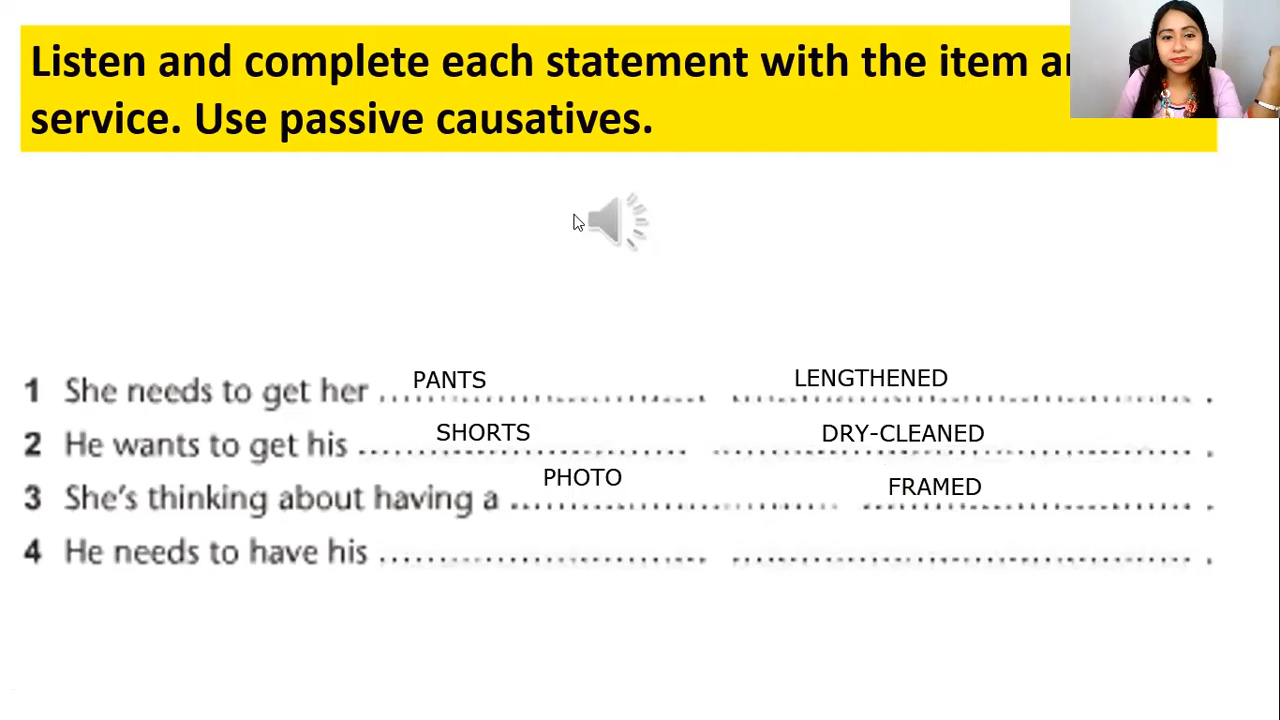 Listen and complete each statement with the item
service. Use passive causatives.
1 She needs to get her PANTS LENGTHENED.
2 He wants to get his SHORTS DRY-CLEANED.
3 She's thinking about having a PHOTO FRAMED.
4 He needs to have his ........................................ ........................................................ .